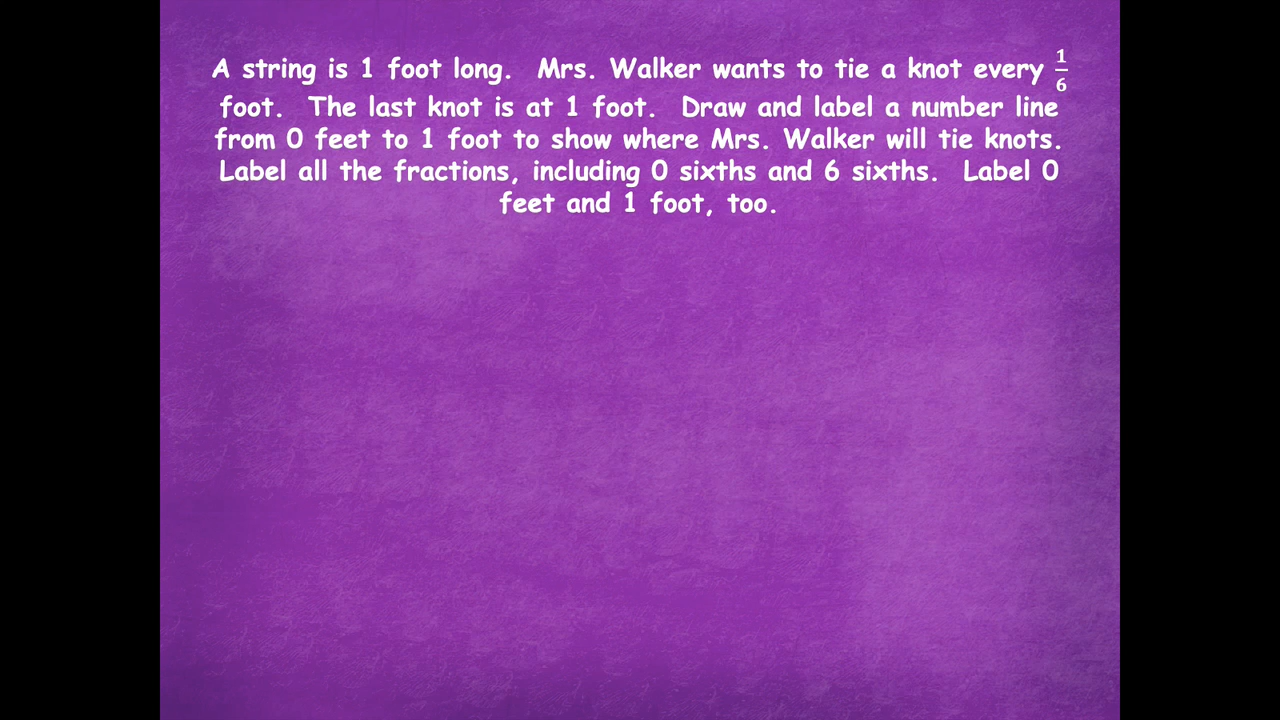 A string is 1 foot long.  Mrs. Walker wants to tie a knot every 1/6
foot.  The last knot is at 1 foot.  Draw and label a number line
from 0 feet to 1 foot to show where Mrs. Walker will tie knots.
Label all the fractions, including 0 sixths and 6 sixths.  Label 0
feet and 1 foot, too.